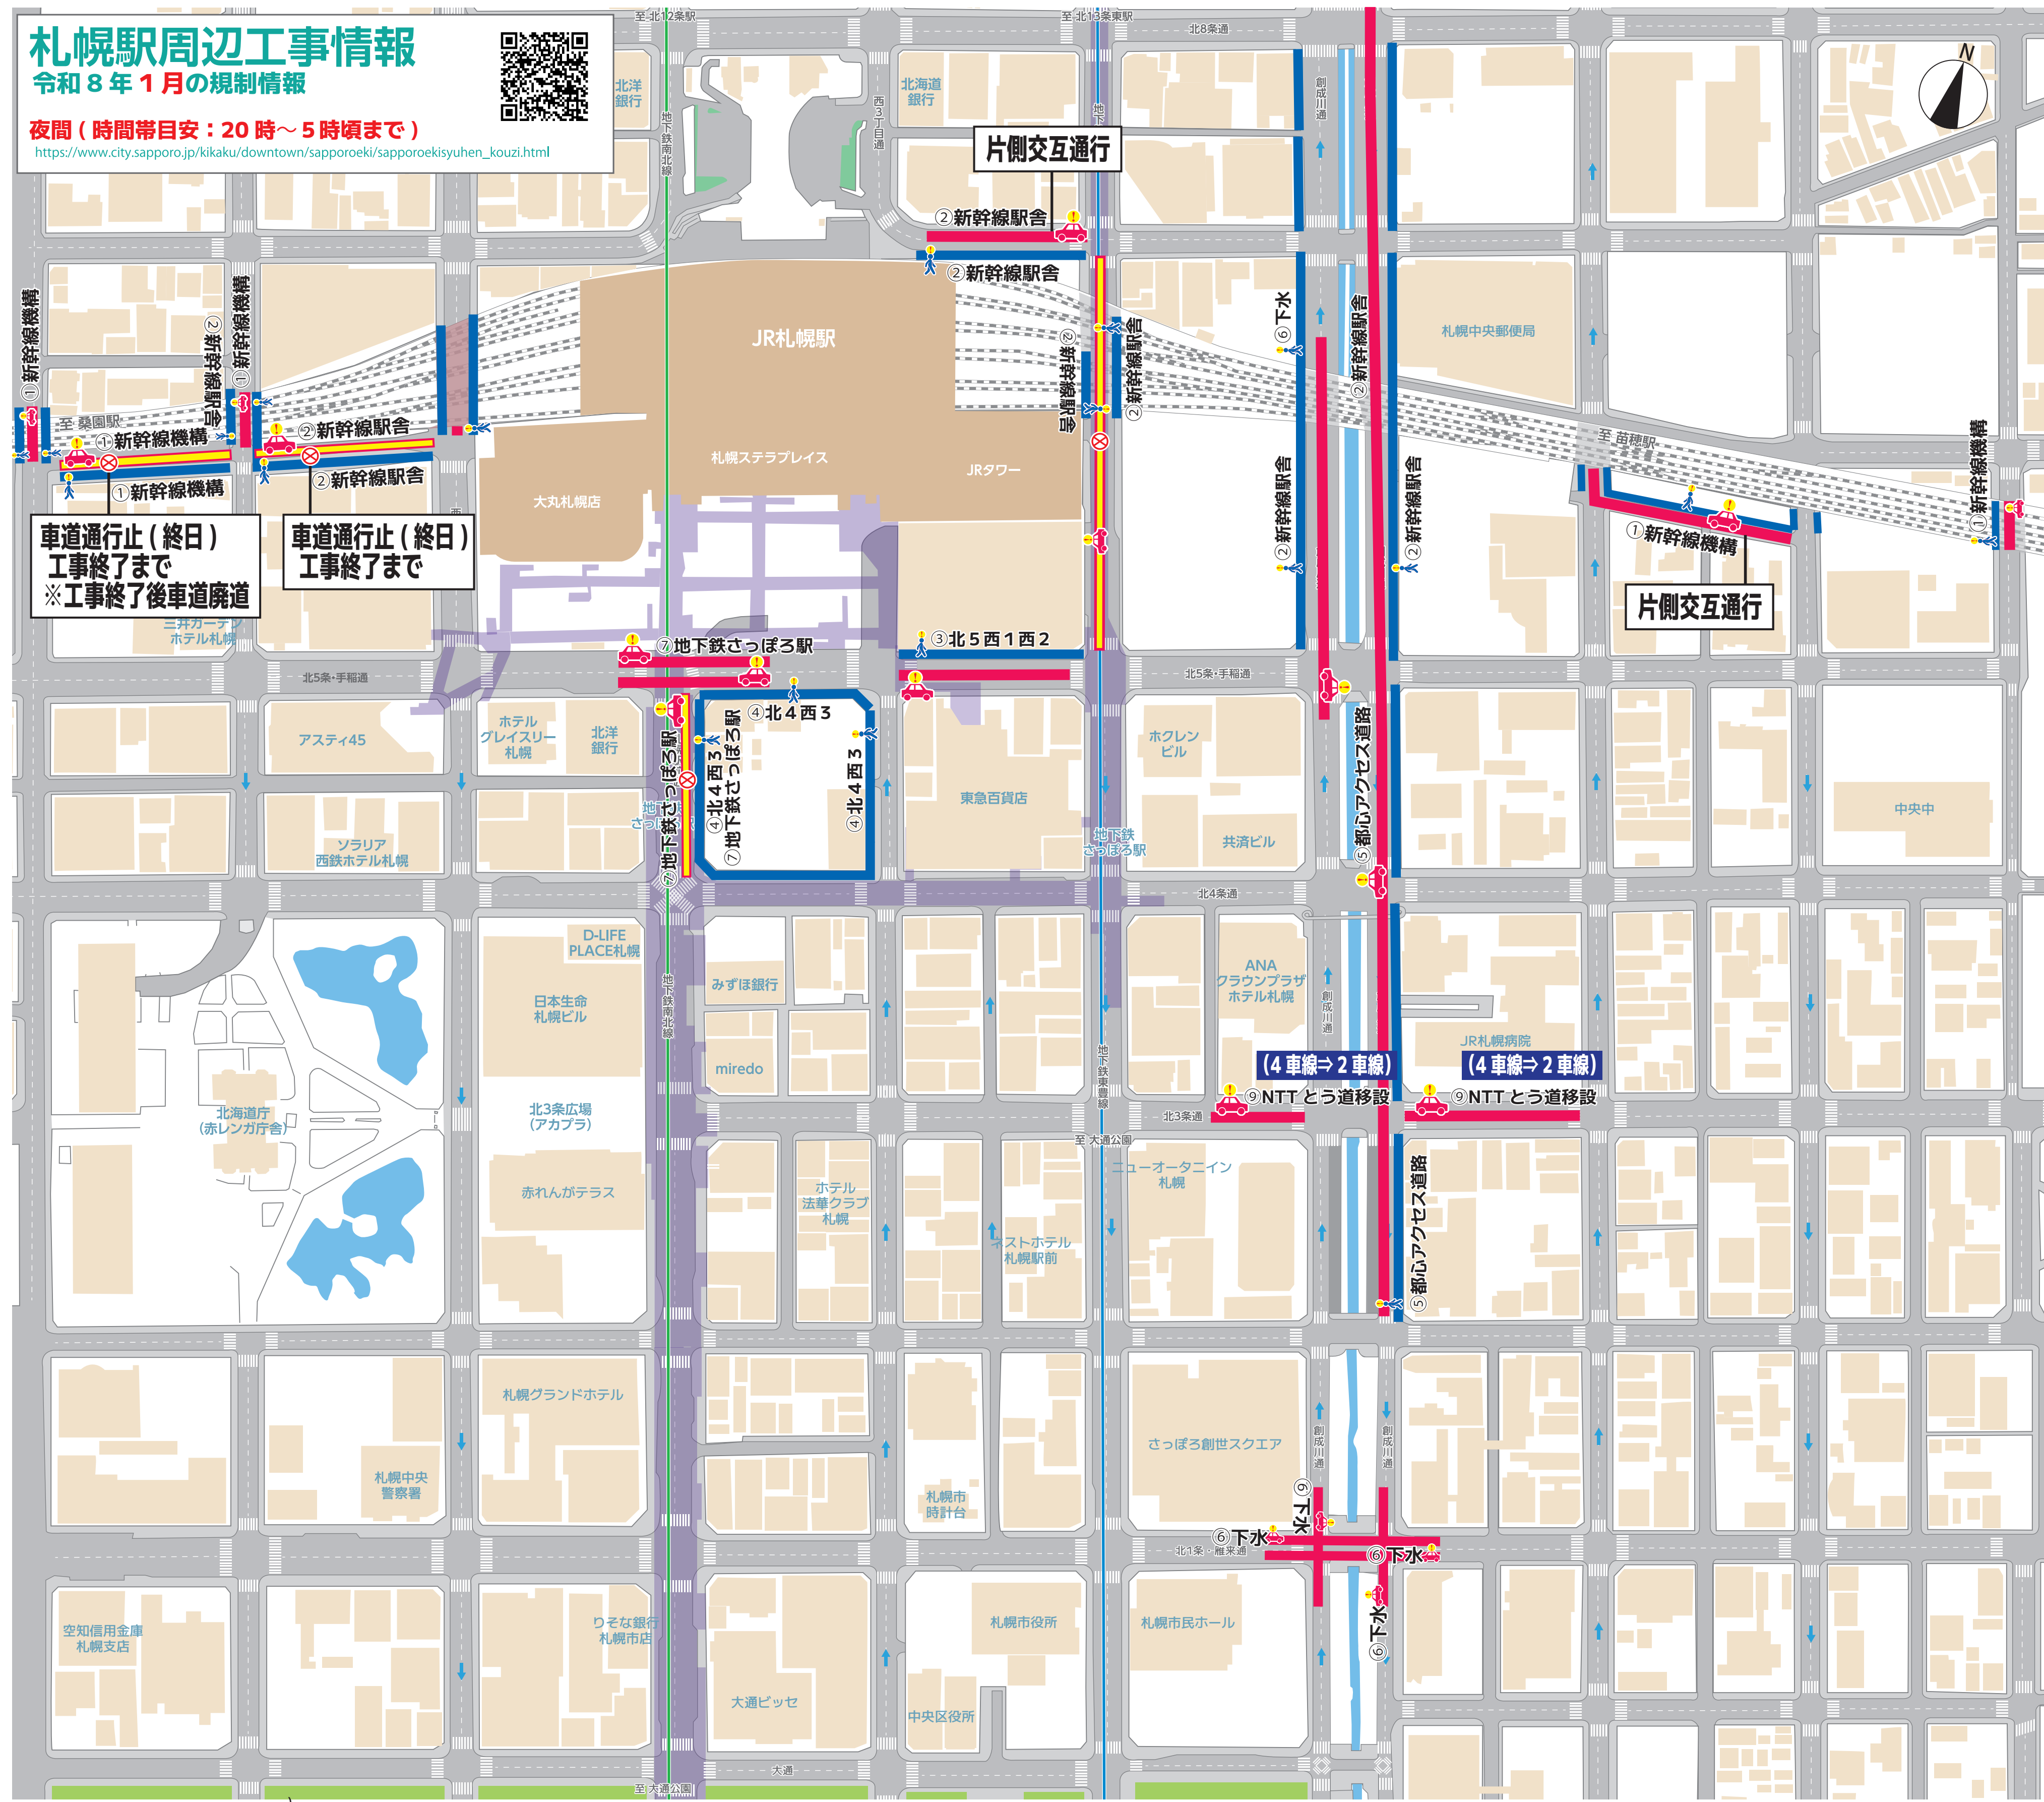 札幌駅周辺工事情報
令和8年1月の規制情報
夜間(時間帯目安:20時～5時頃まで)
https://www.city.sapporo.jp/kikaku/downtown/sapporoeki/sapporoekisyuhen_kouzi.html
至 北12条駅
至 北13条東駅
北8条通
N
北洋
銀行
地下鉄南北線
西3丁目通
北海道
銀行
地下
創成川通
片側交互通行
②新幹線駅舎
②新幹線駅舎
①新幹線機構
②新幹線駅舎
①新幹線機構
至 桑園駅
①新幹線機構
②新幹線駅舎
①新幹線機構
②新幹線駅舎
車道通行止(終日)
工事終了まで
※工事終了後車道廃道
車道通行止(終日)
工事終了まで
西
三井ガーデン
ホテル札幌
JR札幌駅
札幌ステラプレイス
JRタワー
大丸札幌店
②新幹線駅舎
②新幹線駅舎
⑥下水
②新幹線駅舎
②新幹線駅舎
②新幹線駅舎
札幌中央郵便局
至 苗穂駅
①新幹線機構
①新幹線機構
片側交互通行
⑦地下鉄さっぽろ駅
③北5西1西2
北5条・手稲通
北5条・手稲通
アスティ45
ホテル
グレイスリー
札幌
北洋
銀行
④北4西3
⑦地下鉄さっぽろ駅
④北4西3
⑦地下鉄さっぽろ駅
④北4西3
東急百貨店
ホクレン
ビル
共済ビル
地下鉄
さっぽろ駅
⑤都心アクセス道路
中央中
ソラリア
西鉄ホテル札幌
北4条通
D-LIFE
PLACE札幌
日本生命
札幌ビル
地下鉄南北線
みずほ銀行
miredo
地下鉄東豊線
ANA
クラウンプラザ
ホテル札幌
創成川通
JR札幌病院
(4車線⇒2車線)
(4車線⇒2車線)
⑨NTTとう道移設
⑨NTTとう道移設
北3条通
北海道庁
(赤レンガ庁舎)
北3条広場
(アカプラ)
至 大通公園
赤れんがテラス
ホテル
法華クラブ
札幌
ネストホテル
札幌駅前
ニューオータニイン
札幌
⑤都心アクセス道路
札幌グランドホテル
札幌中央
警察署
札幌市
時計台
さっぽろ創世スクエア
創成川通
創成川通
⑥下水
⑥下水
北1条・雁来通
⑥下水
⑥下水
空知信用金庫
札幌支店
りそな銀行
札幌市店
大通ビッセ
札幌市役所
中央区役所
札幌市民ホール
大通
至 大通公園